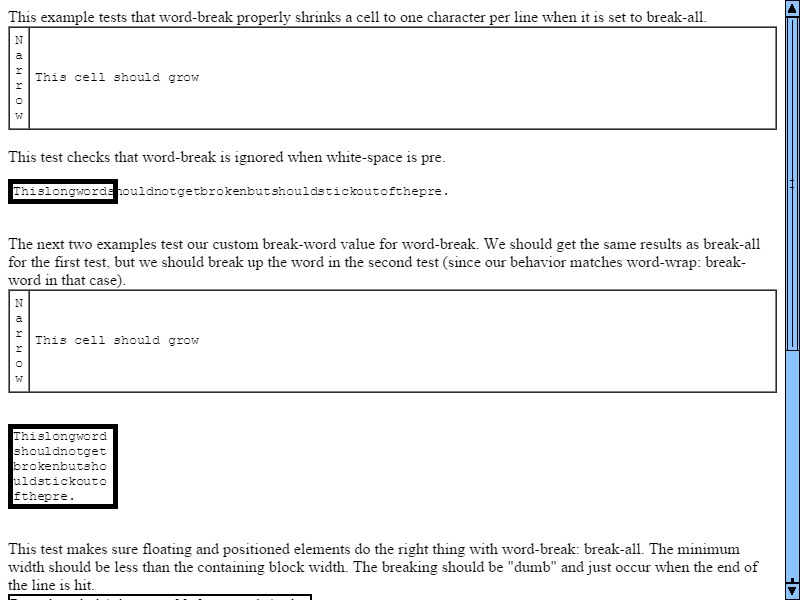 This example tests that word-break properly shrinks a cell to one character per line when it is set to break-all.
N
a
r
r
o
w
This cell should grow
This test checks that word-break is ignored when white-space is pre.
Thislongwordshouldnotgetbrokenbutshouldstickoutofthepre.
The next two examples test our custom break-word value for word-break. We should get the same results as break-all
for the first test, but we should break up the word in the second test (since our behavior matches word-wrap: break-
word in that case).
N
a
r
r
o
w
This cell should grow
Thislongword
shouldnotget
brokenbutsho
uldstickouto
fthepre.
This test makes sure floating and positioned elements do the right thing with word-break: break-all. The minimum
width should be less than the containing block width. The breaking should be "dumb" and just occur when the end of
the line is hit.